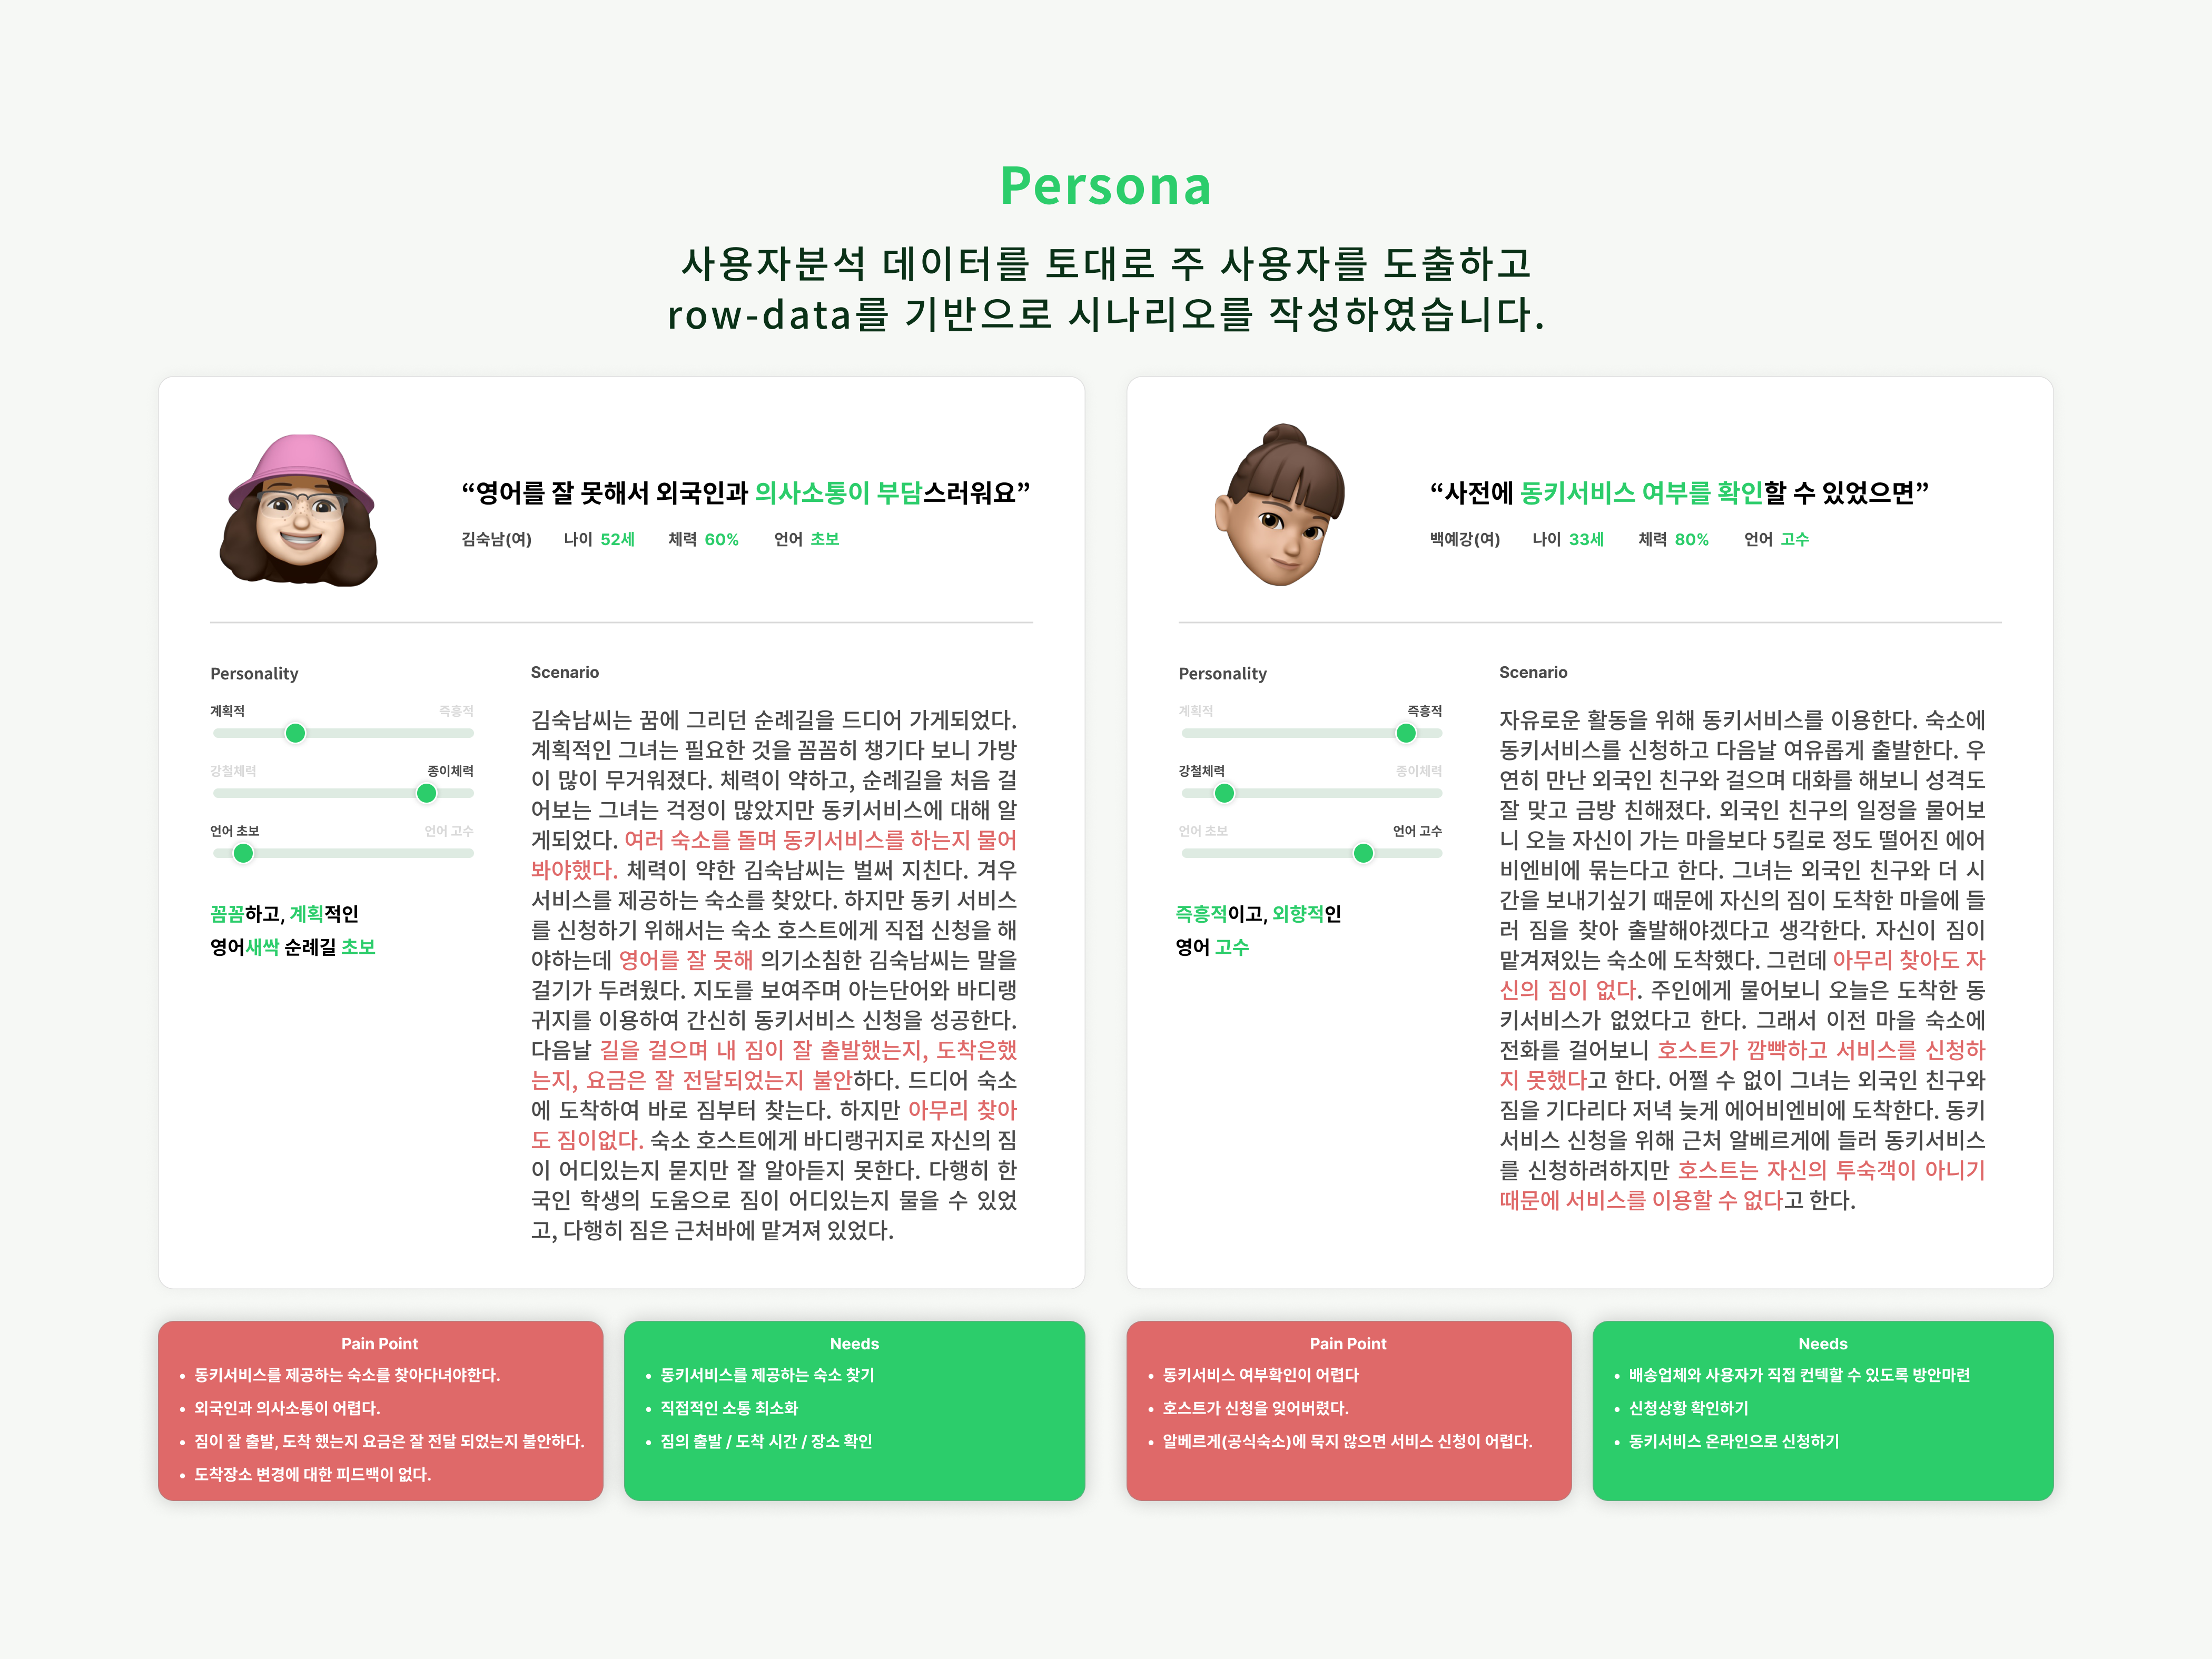 Persona
사용자분석 데이터를 토대로 주 사용자를 도출하고
row-data를 기반으로 시나리오를 작성하였습니다.
“영어를 잘 못해서 외국인과 의사소통이 부담스러워요”
김숙남(여) 나이 52세 체력 60% 언어 초보
Personality
계획적 즉흥적
강철체력 종이체력
언어 초보 언어 고수
꼼꼼하고, 계획적인
영어새싹 순례길 초보
Scenario
김숙남씨는 꿈에 그리던 순례길을 드디어 가게되었다.
계획적인 그녀는 필요한 것을 꼼꼼히 챙기다 보니 가방
이 많이 무거워졌다. 체력이 약하고, 순례길을 처음 걸
어보는 그녀는 걱정이 많았지만 동키서비스에 대해 알
게되었다. 여러 숙소를 돌며 동키서비스를 하는지 물어
봐야했다. 체력이 약한 김숙남씨는 벌써 지친다. 겨우
서비스를 제공하는 숙소를 찾았다. 하지만 동키 서비스
를 신청하기 위해서는 숙소 호스트에게 직접 신청을 해
야하는데 영어를 잘 못해 의기소침한 김숙남씨는 말을
걸기가 두려웠다. 지도를 보여주며 아는단어와 바디랭
귀지를 이용하여 간신히 동키서비스 신청을 성공한다.
다음날 길을 걸으며 내 짐이 잘 출발했는지, 도착은했
는지, 요금은 잘 전달되었는지 불안하다. 드디어 숙소
에 도착하여 바로 짐부터 찾는다. 하지만 아무리 찾아
도 짐이없다. 숙소 호스트에게 바디랭귀지로 자신의 짐
이 어디있는지 묻지만 잘 알아듣지 못한다. 다행히 한
국인 학생의 도움으로 짐이 어디있는지 물을 수 있었
고, 다행히 짐은 근처바에 맡겨져 있었다.
Pain Point
• 동키서비스를 제공하는 숙소를 찾아다녀야한다.
• 외국인과 의사소통이 어렵다.
• 짐이 잘 출발, 도착 했는지 요금은 잘 전달 되었는지 불안하다.
• 도착장소 변경에 대한 피드백이 없다.
Needs
• 동키서비스를 제공하는 숙소 찾기
• 직접적인 소통 최소화
• 짐의 출발 / 도착 시간 / 장소 확인
“사전에 동키서비스 여부를 확인할 수 있었으면”
백예강(여) 나이 33세 체력 80% 언어 고수
Personality
계획적 즉흥적
강철체력 종이체력
언어 초보 언어 고수
즉흥적이고, 외향적인
영어 고수
Scenario
자유로운 활동을 위해 동키서비스를 이용한다. 숙소에
동키서비스를 신청하고 다음날 여유롭게 출발한다. 우
연히 만난 외국인 친구와 걸으며 대화를 해보니 성격도
잘 맞고 금방 친해졌다. 외국인 친구의 일정을 물어보
니 오늘 자신이 가는 마을보다 5킬로 정도 떨어진 에어
비엔비에 묶는다고 한다. 그녀는 외국인 친구와 더 시
간을 보내기싶기 때문에 자신의 짐이 도착한 마을에 들
러 짐을 찾아 출발해야겠다고 생각한다. 자신이 짐이
맡겨져있는 숙소에 도착했다. 그런데 아무리 찾아도 자
신의 짐이 없다. 주인에게 물어보니 오늘은 도착한 동
키서비스가 없었다고 한다. 그래서 이전 마을 숙소에
전화를 걸어보니 호스트가 깜빡하고 서비스를 신청하
지 못했다고 한다. 어쩔 수 없이 그녀는 외국인 친구와
짐을 기다리다 저녁 늦게 에어비엔비에 도착한다. 동키
서비스 신청을 위해 근처 알베르게에 들러 동키서비스
를 신청하려하지만 호스트는 자신의 투숙객이 아니기
때문에 서비스를 이용할 수 없다고 한다.
Pain Point
• 동키서비스 여부확인이 어렵다
• 호스트가 신청을 잊어버렸다.
• 알베르게(공식숙소)에 묵지 않으면 서비스 신청이 어렵다.
Needs
• 배송업체와 사용자가 직접 컨텍할 수 있도록 방안마련
• 신청상황 확인하기
• 동키서비스 온라인으로 신청하기